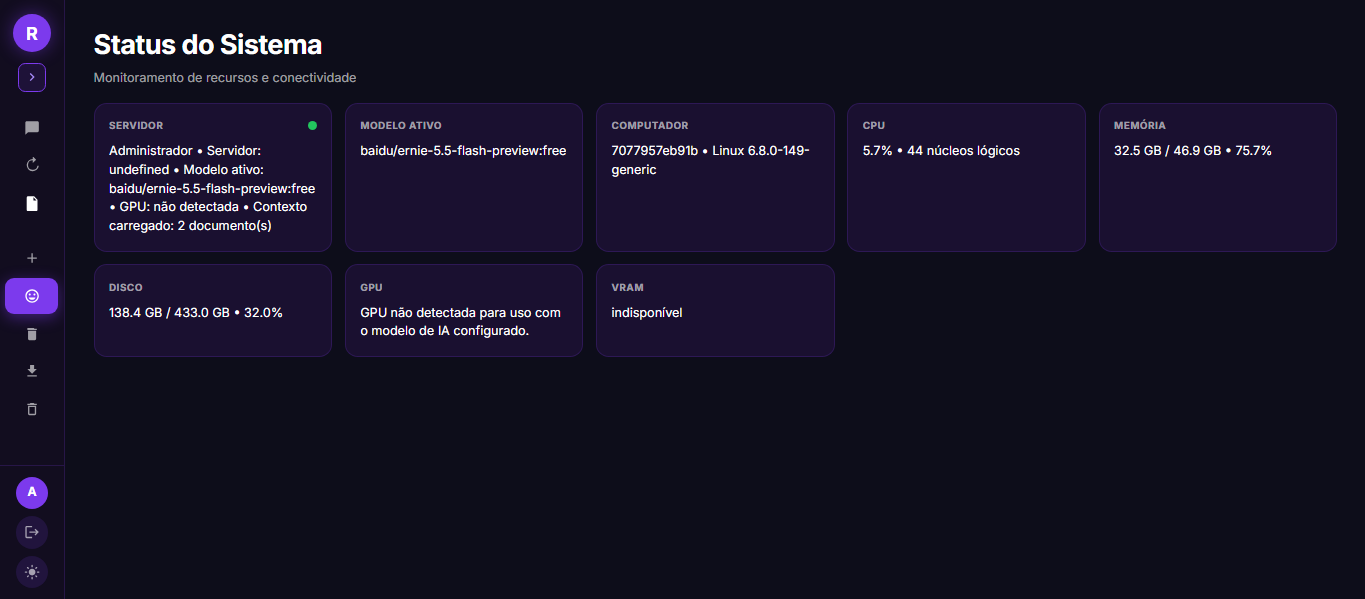 R
Status do Sistema
Monitoramento de recursos e conectividade
SERVIDOR
Administrador • Servidor:
undefined • Modelo ativo:
baidu/ernie-5.5-flash-preview:free
• GPU: não detectada • Contexto
carregado: 2 documento(s)
MODELO ATIVO
baidu/ernie-5.5-flash-preview:free
COMPUTADOR
7077957eb91b • Linux 6.8.0-149-
generic
CPU
5.7% • 44 núcleos lógicos
MEMÓRIA
32.5 GB / 46.9 GB • 75.7%
DISCO
138.4 GB / 433.0 GB • 32.0%
GPU
GPU não detectada para uso com
o modelo de IA configurado.
VRAM
indisponível
A